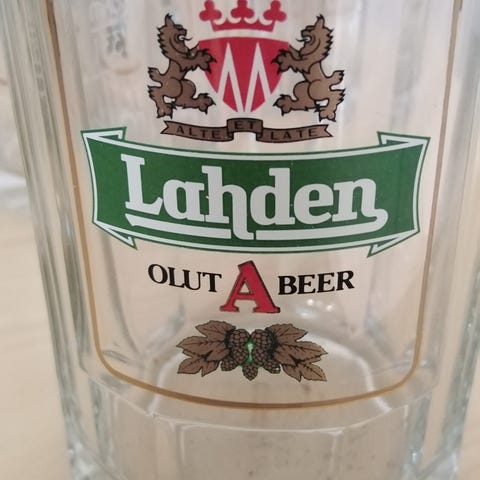 ALTE ET LATE
Lahden
OLUT A BEER